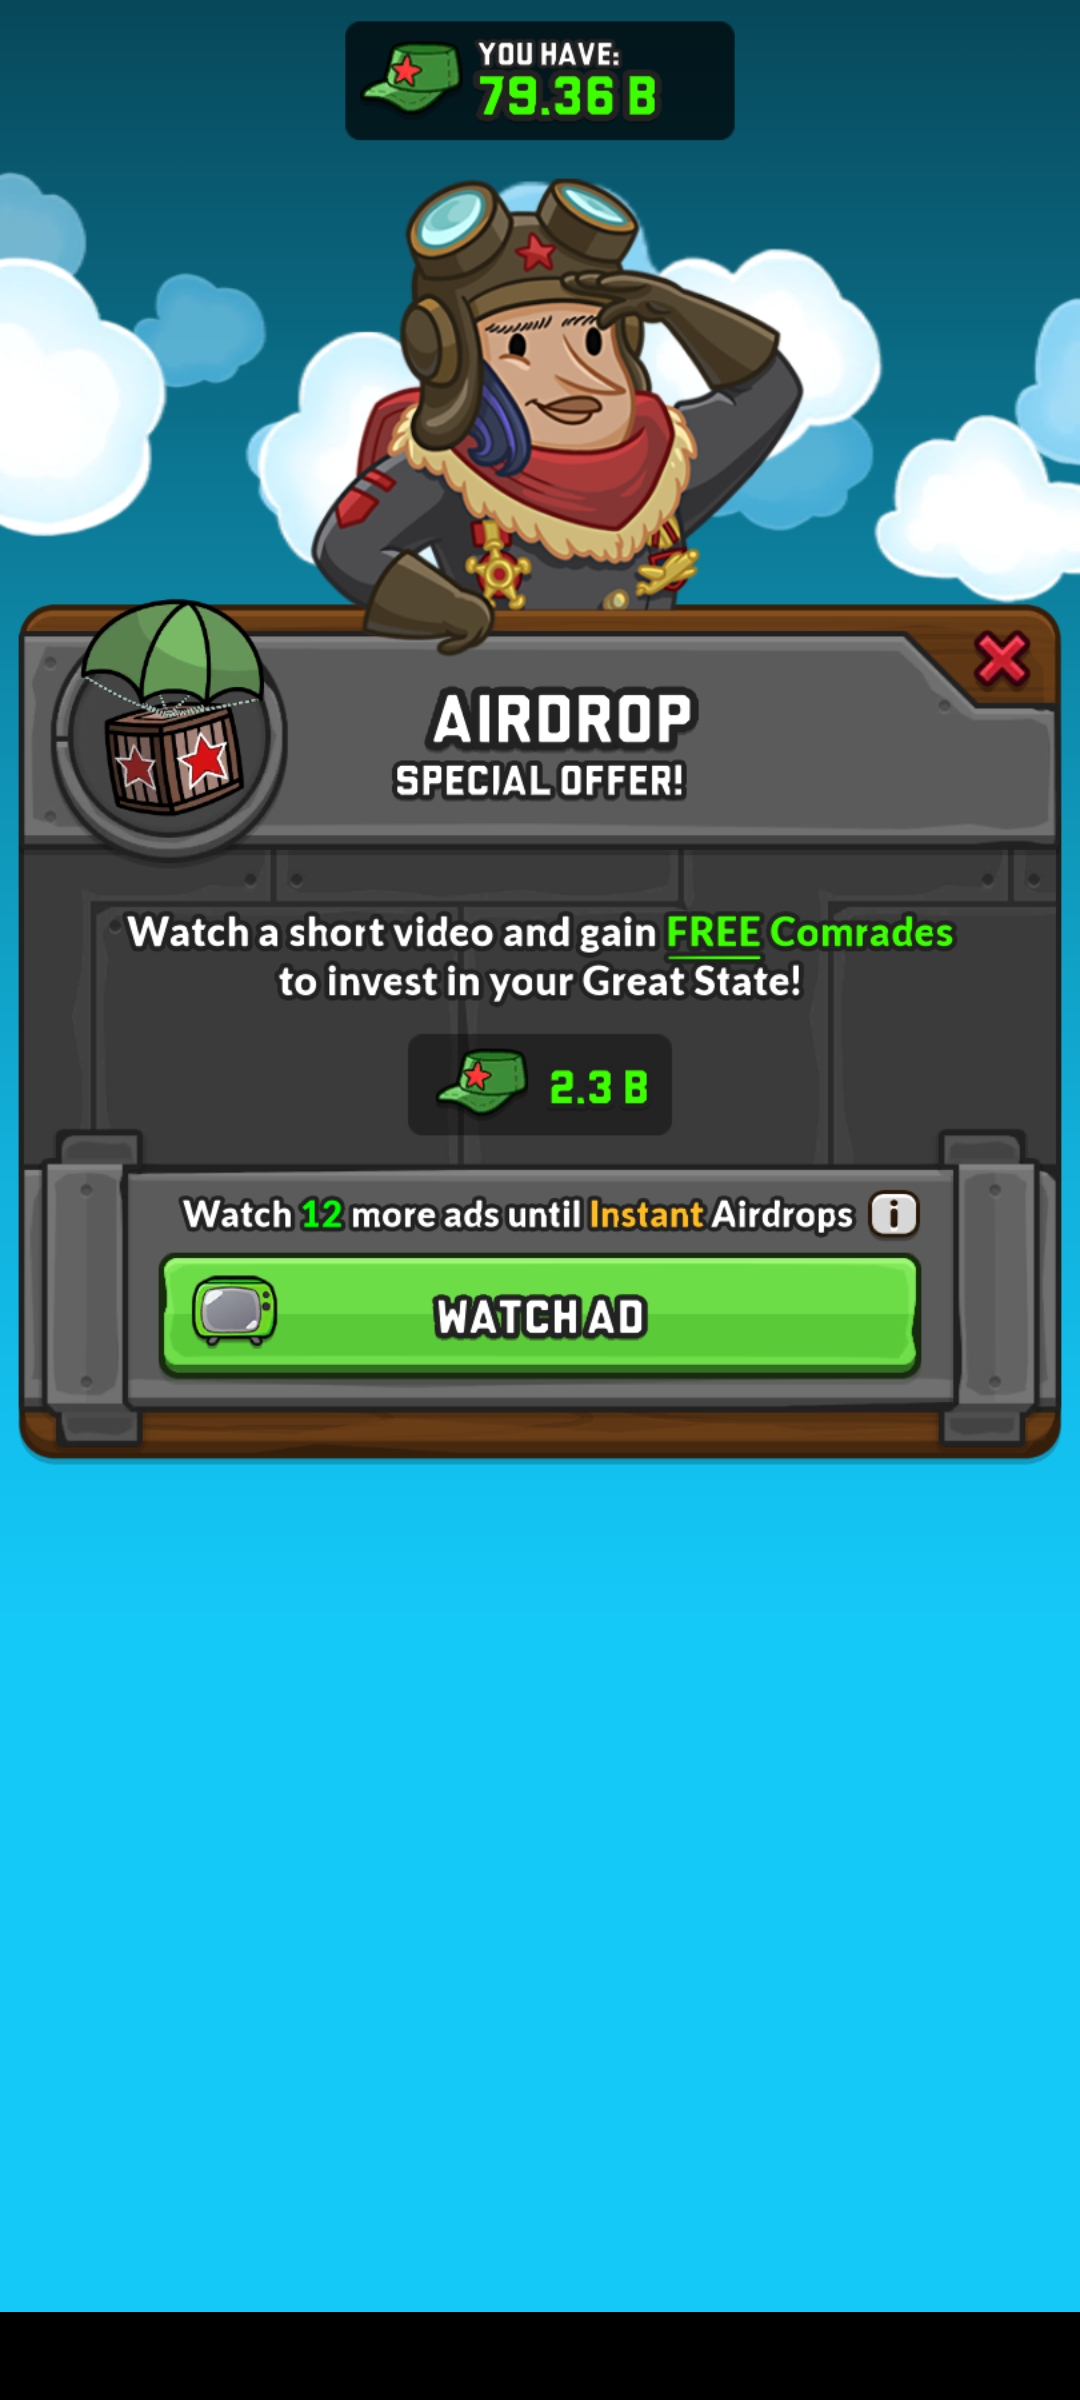 YOU HAVE:
79.36 B
AIRDROP
SPECIAL OFFER!
Watch a short video and gain FREE Comrades
to invest in your Great State!
2.3 B
Watch 12 more ads until Instant Airdrops i
WATCH AD